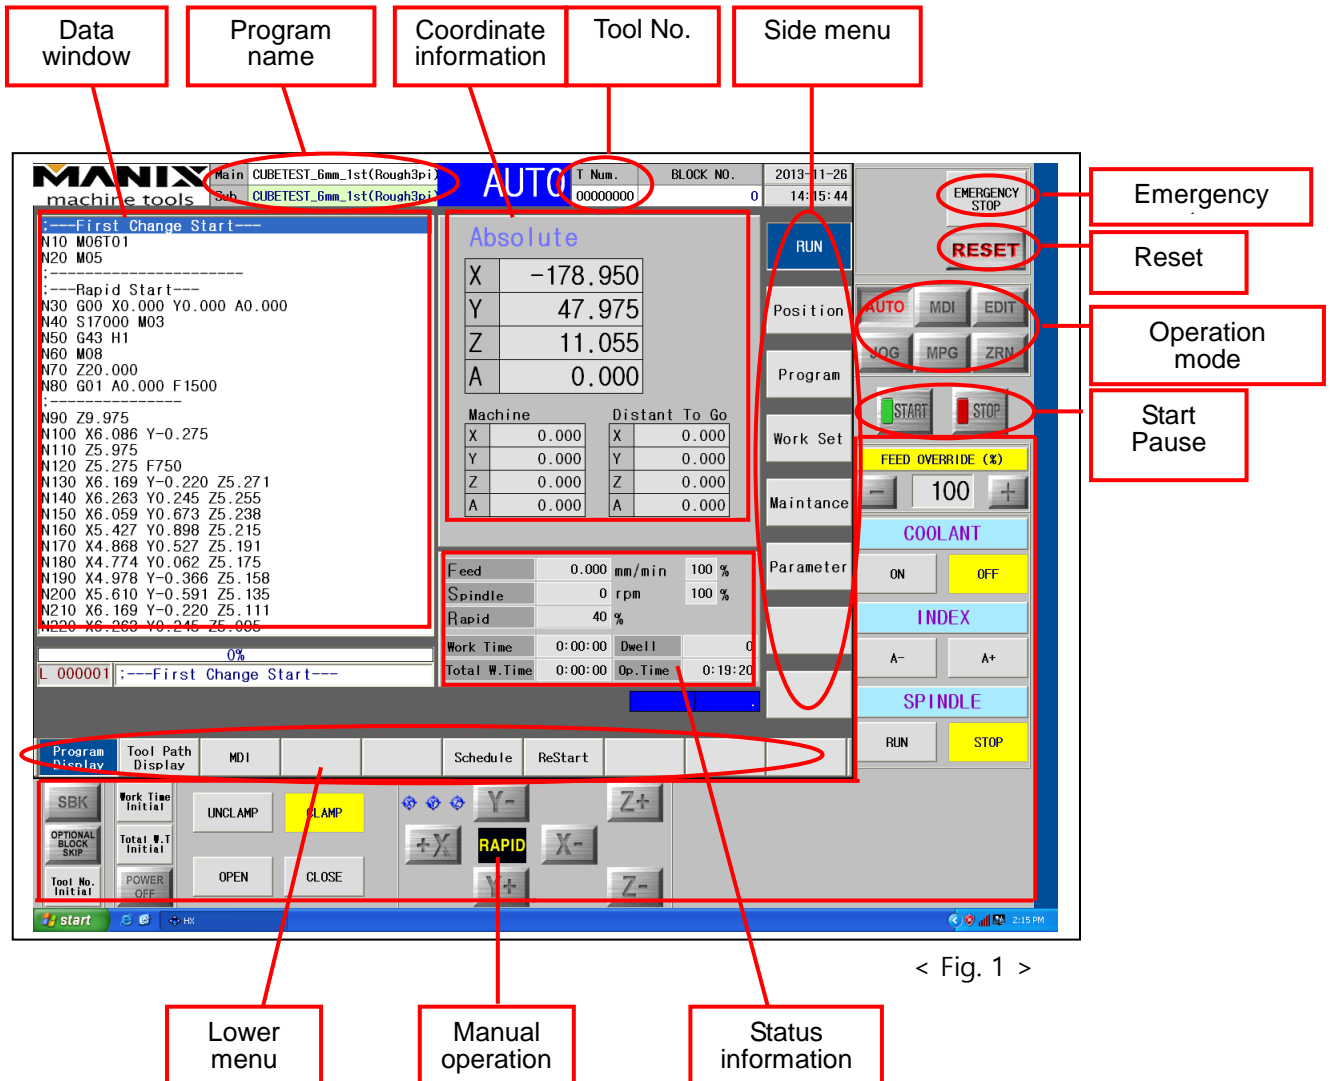 Data
window
Program
name
Coordinate
information
Tool No.
Side menu
MANIX
machine tools
Main CUBETEST_6mm_1st(Rough3pi)
Sub CUBETEST_6mm_1st(Rough3pi)
AUTO
T Num.
00000000
BLOCK NO.
0
2013-11-26
14:15:44
;---First Change Start---
N10 M06T01
N20 M05
;-----------------------
;---Rapid Start---
N30 G00 X0.000 Y0.000 A0.000
N40 S17000 M03
N50 G43 H1
N60 M08
N70 Z20.000
N80 G01 A0.000 F1500
;----------------
N90 Z9.975
N100 X6.086 Y-0.275
N110 Z5.975
N120 Z5.275 F750
N130 X6.169 Y-0.220 Z5.271
N140 X6.263 Y0.245 Z5.255
N150 X6.059 Y0.673 Z5.238
N160 X5.427 Y0.898 Z5.215
N170 X4.868 Y0.527 Z5.191
N180 X4.774 Y0.062 Z5.175
N190 X4.978 Y-0.366 Z5.158
N200 X5.610 Y-0.591 Z5.135
N210 X6.169 Y-0.220 Z5.111
N220 X6.263 Y0.245 Z5.095
0%
L 000001 ;---First Change Start---
Absolute
X -178.950
Y 47.975
Z 11.055
A 0.000
Machine
X 0.000
Y 0.000
Z 0.000
A 0.000
Distant To Go
X 0.000
Y 0.000
Z 0.000
A 0.000
Feed 0.000 mm/min 100 %
Spindle 0 rpm 100 %
Rapid 40 %
Work Time 0:00:00 Dwell 0
Total W.Time 0:00:00 Op.Time 0:19:20
.
RUN
Position
Program
Work Set
Maintance
Parameter
EMERGENCY
STOP
RESET
AUTO MDI EDIT
JOG MPG ZRN
START STOP
FEED OVERRIDE (%)
- 100 +
COOLANT
ON OFF
INDEX
A- A+
SPINDLE
RUN STOP
Emergency
Reset
Operation
mode
Start
Pause
Program
Display
Tool Path
Display
MDI
Schedule
ReStart
SBK
OPTIONAL
BLOCK
SKIP
Tool No.
Initial
Work Time
Initial
Total W.T
Initial
POWER
OFF
UNCLAMP CLAMP
OPEN CLOSE
X Y Z
Y- Z+
+X RAPID X-
Y+ Z-
start
HX
2:15 PM
< Fig. 1 >
Lower
menu
Manual
operation
Status
information